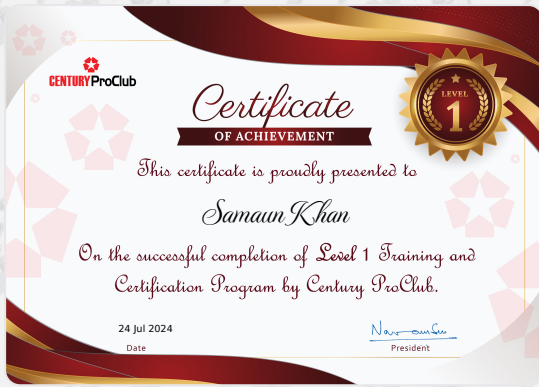 CENTURY ProClub
LEVEL
1
Certificate
OF ACHIEVEMENT
This certificate is proudly presented to
Samaun Khan
On the successful completion of Level 1 Training and
Certification Program by Century ProClub.
24 Jul 2024
Date
President